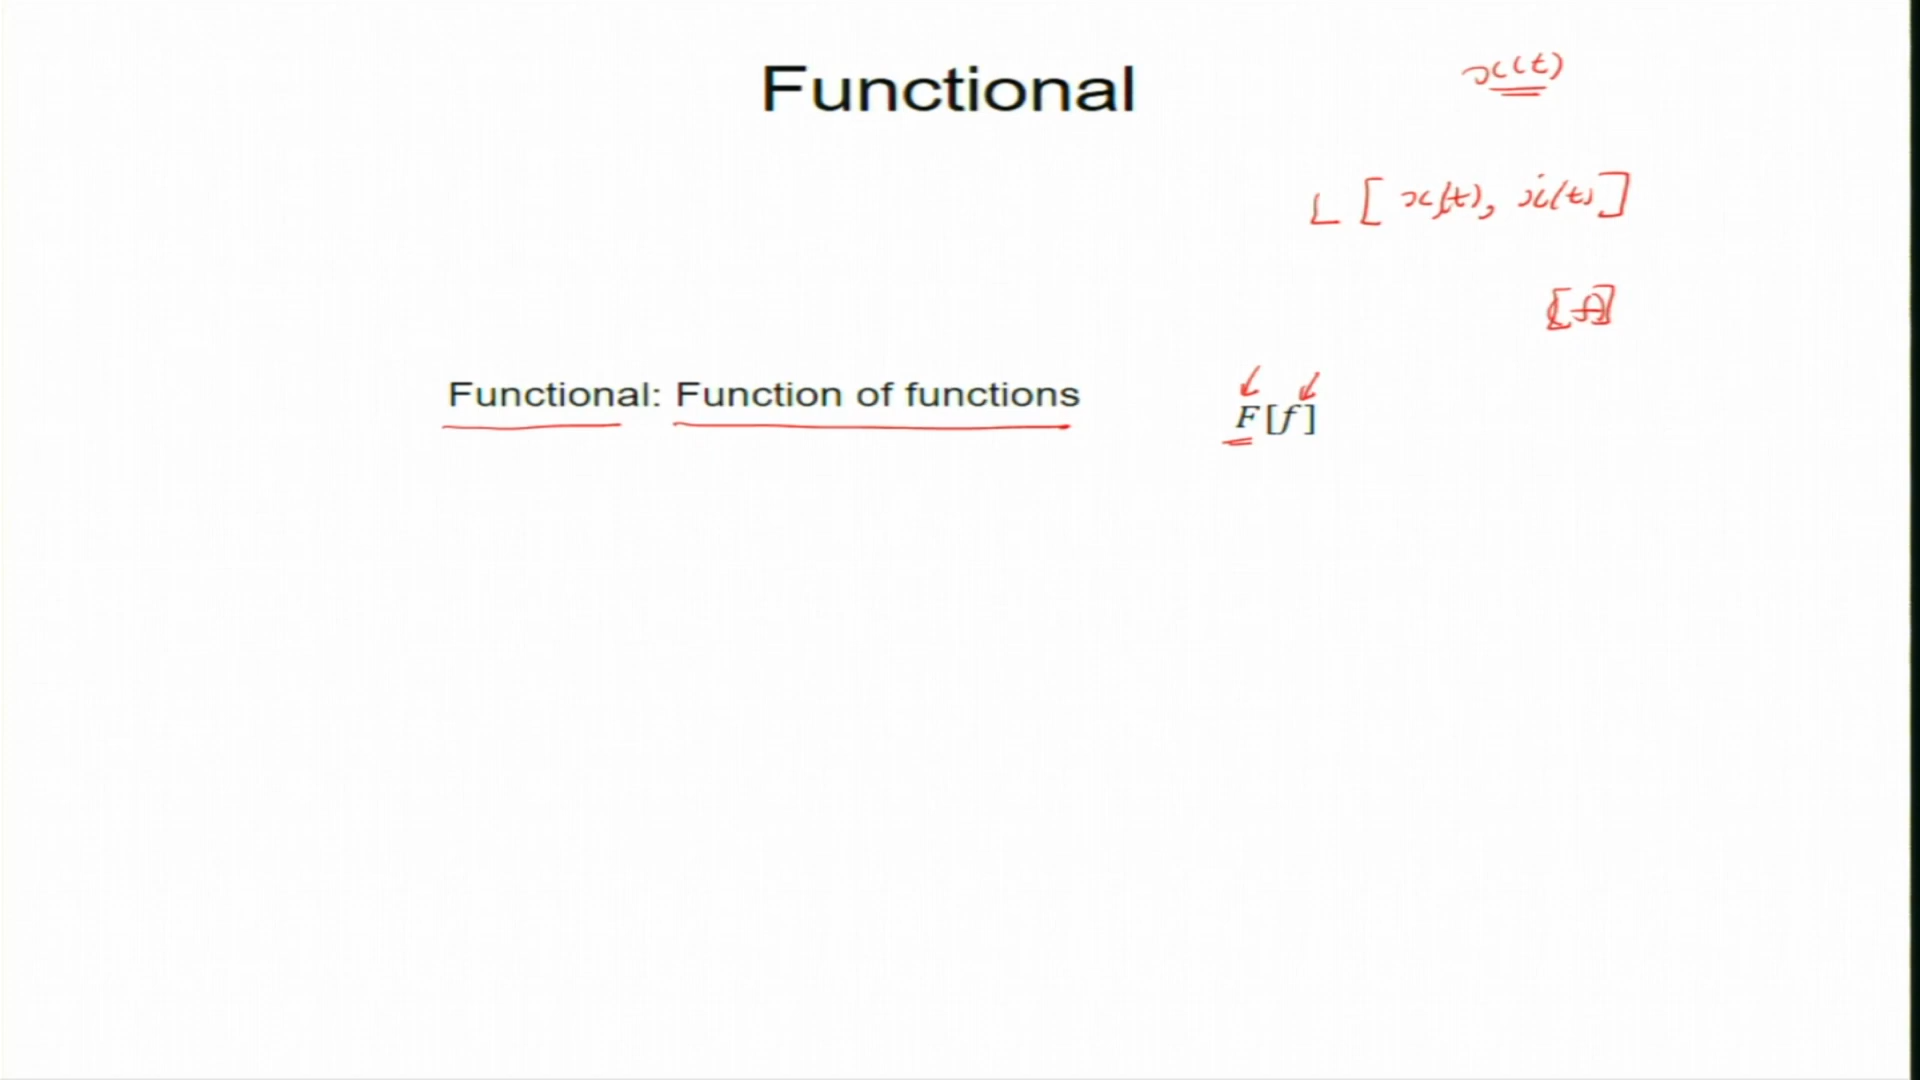 Functional
x(t)
L [ x(t), ẋ(t) ]
Functional: Function of functions
F[f]